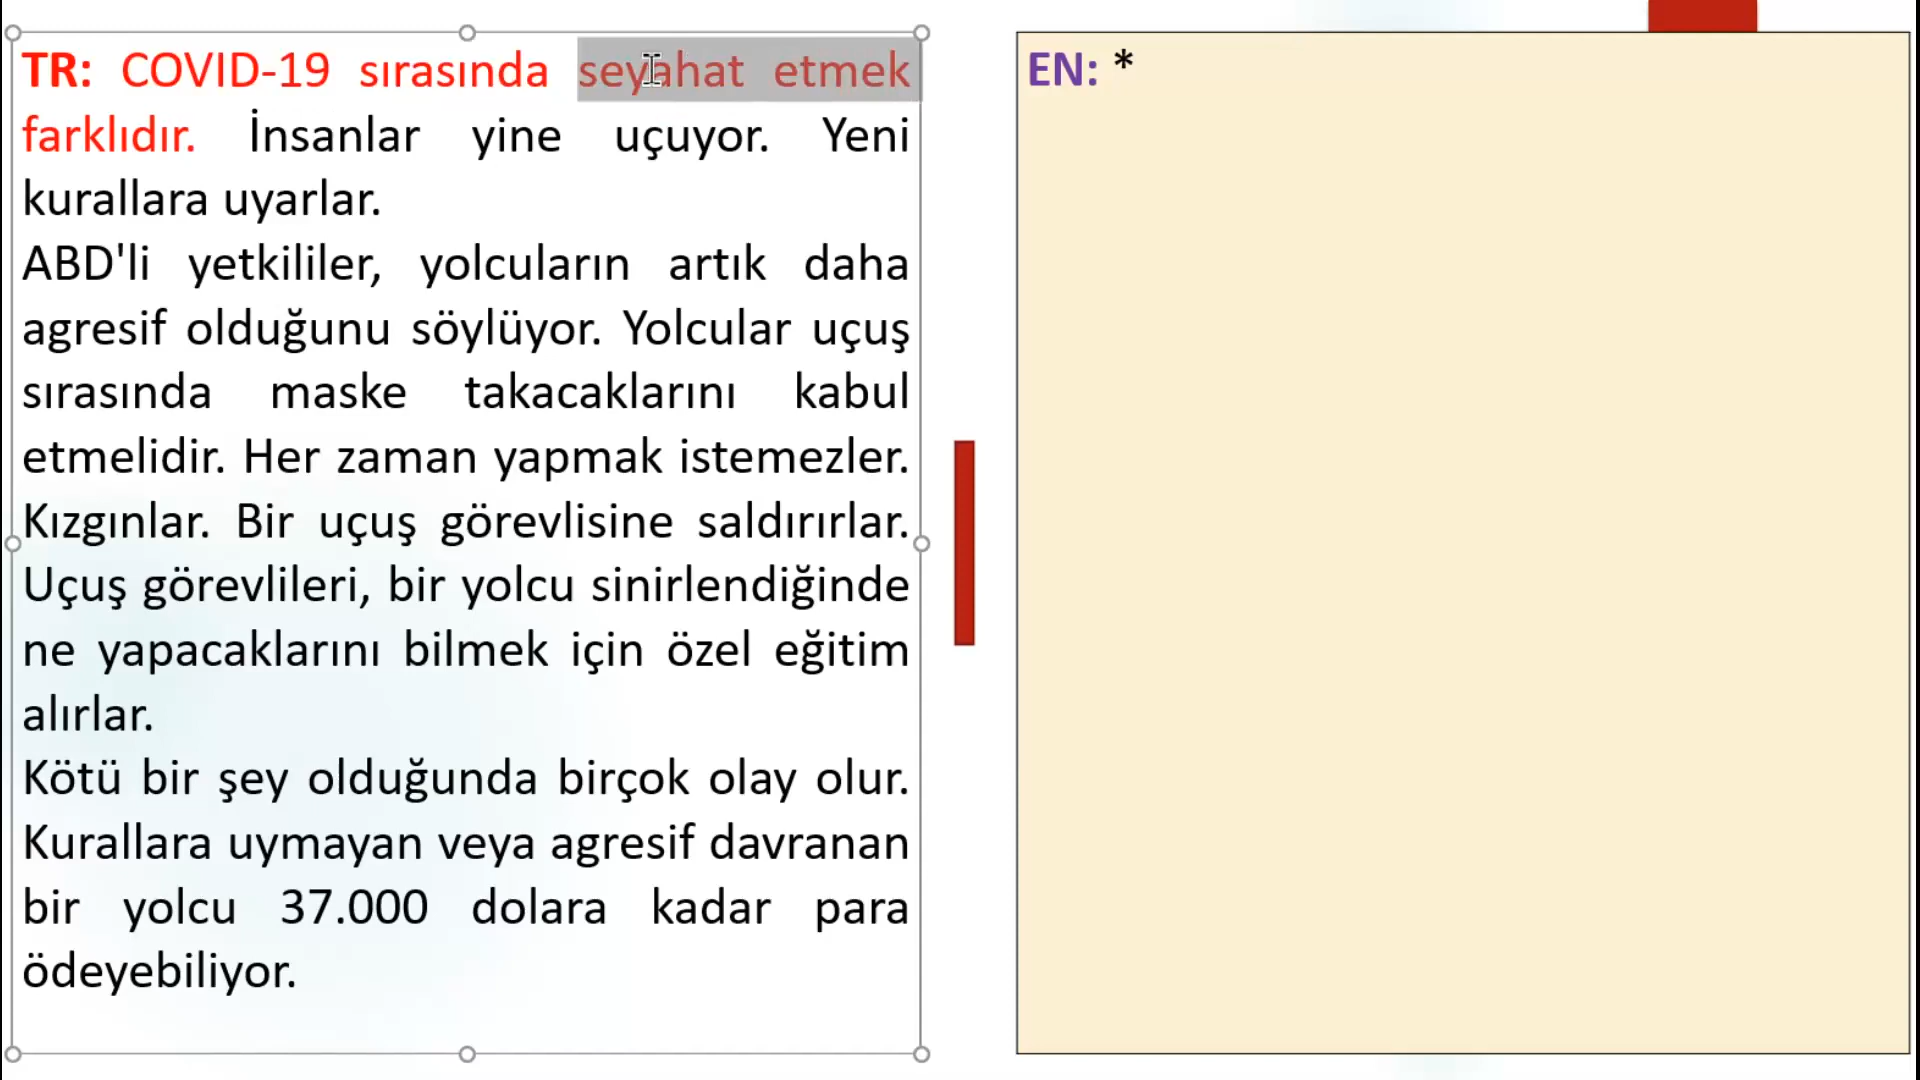 TR: COVID-19 sırasında seyahat etmek
farklıdır. İnsanlar yine uçuyor. Yeni
kurallara uyarlar.
ABD'li yetkililer, yolcuların artık daha
agresif olduğunu söylüyor. Yolcular uçuş
sırasında maske takacaklarını kabul
etmelidir. Her zaman yapmak istemezler.
Kızgınlar. Bir uçuş görevlisine saldırırlar.
Uçuş görevlileri, bir yolcu sinirlendiğinde
ne yapacaklarını bilmek için özel eğitim
alırlar.
Kötü bir şey olduğunda birçok olay olur.
Kurallara uymayan veya agresif davranan
bir yolcu 37.000 dolara kadar para
ödeyebiliyor.
EN: *